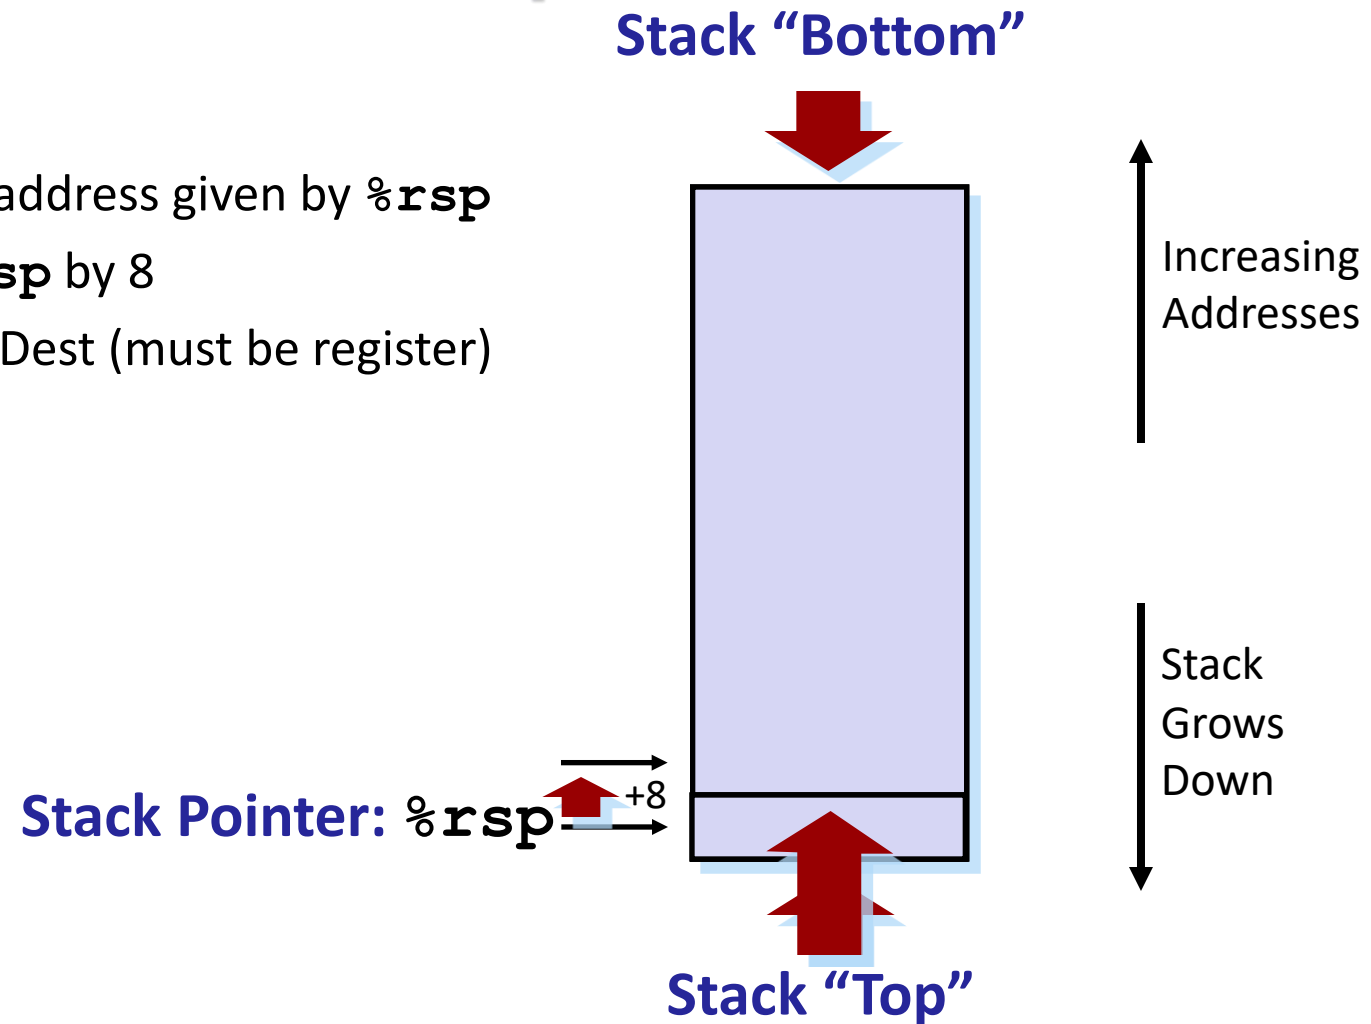 Stack “Bottom”
address given by %rsp
sp by 8
Dest (must be register)
Increasing
Addresses
Stack
Grows
Down
+8
Stack Pointer: %rsp
Stack “Top”